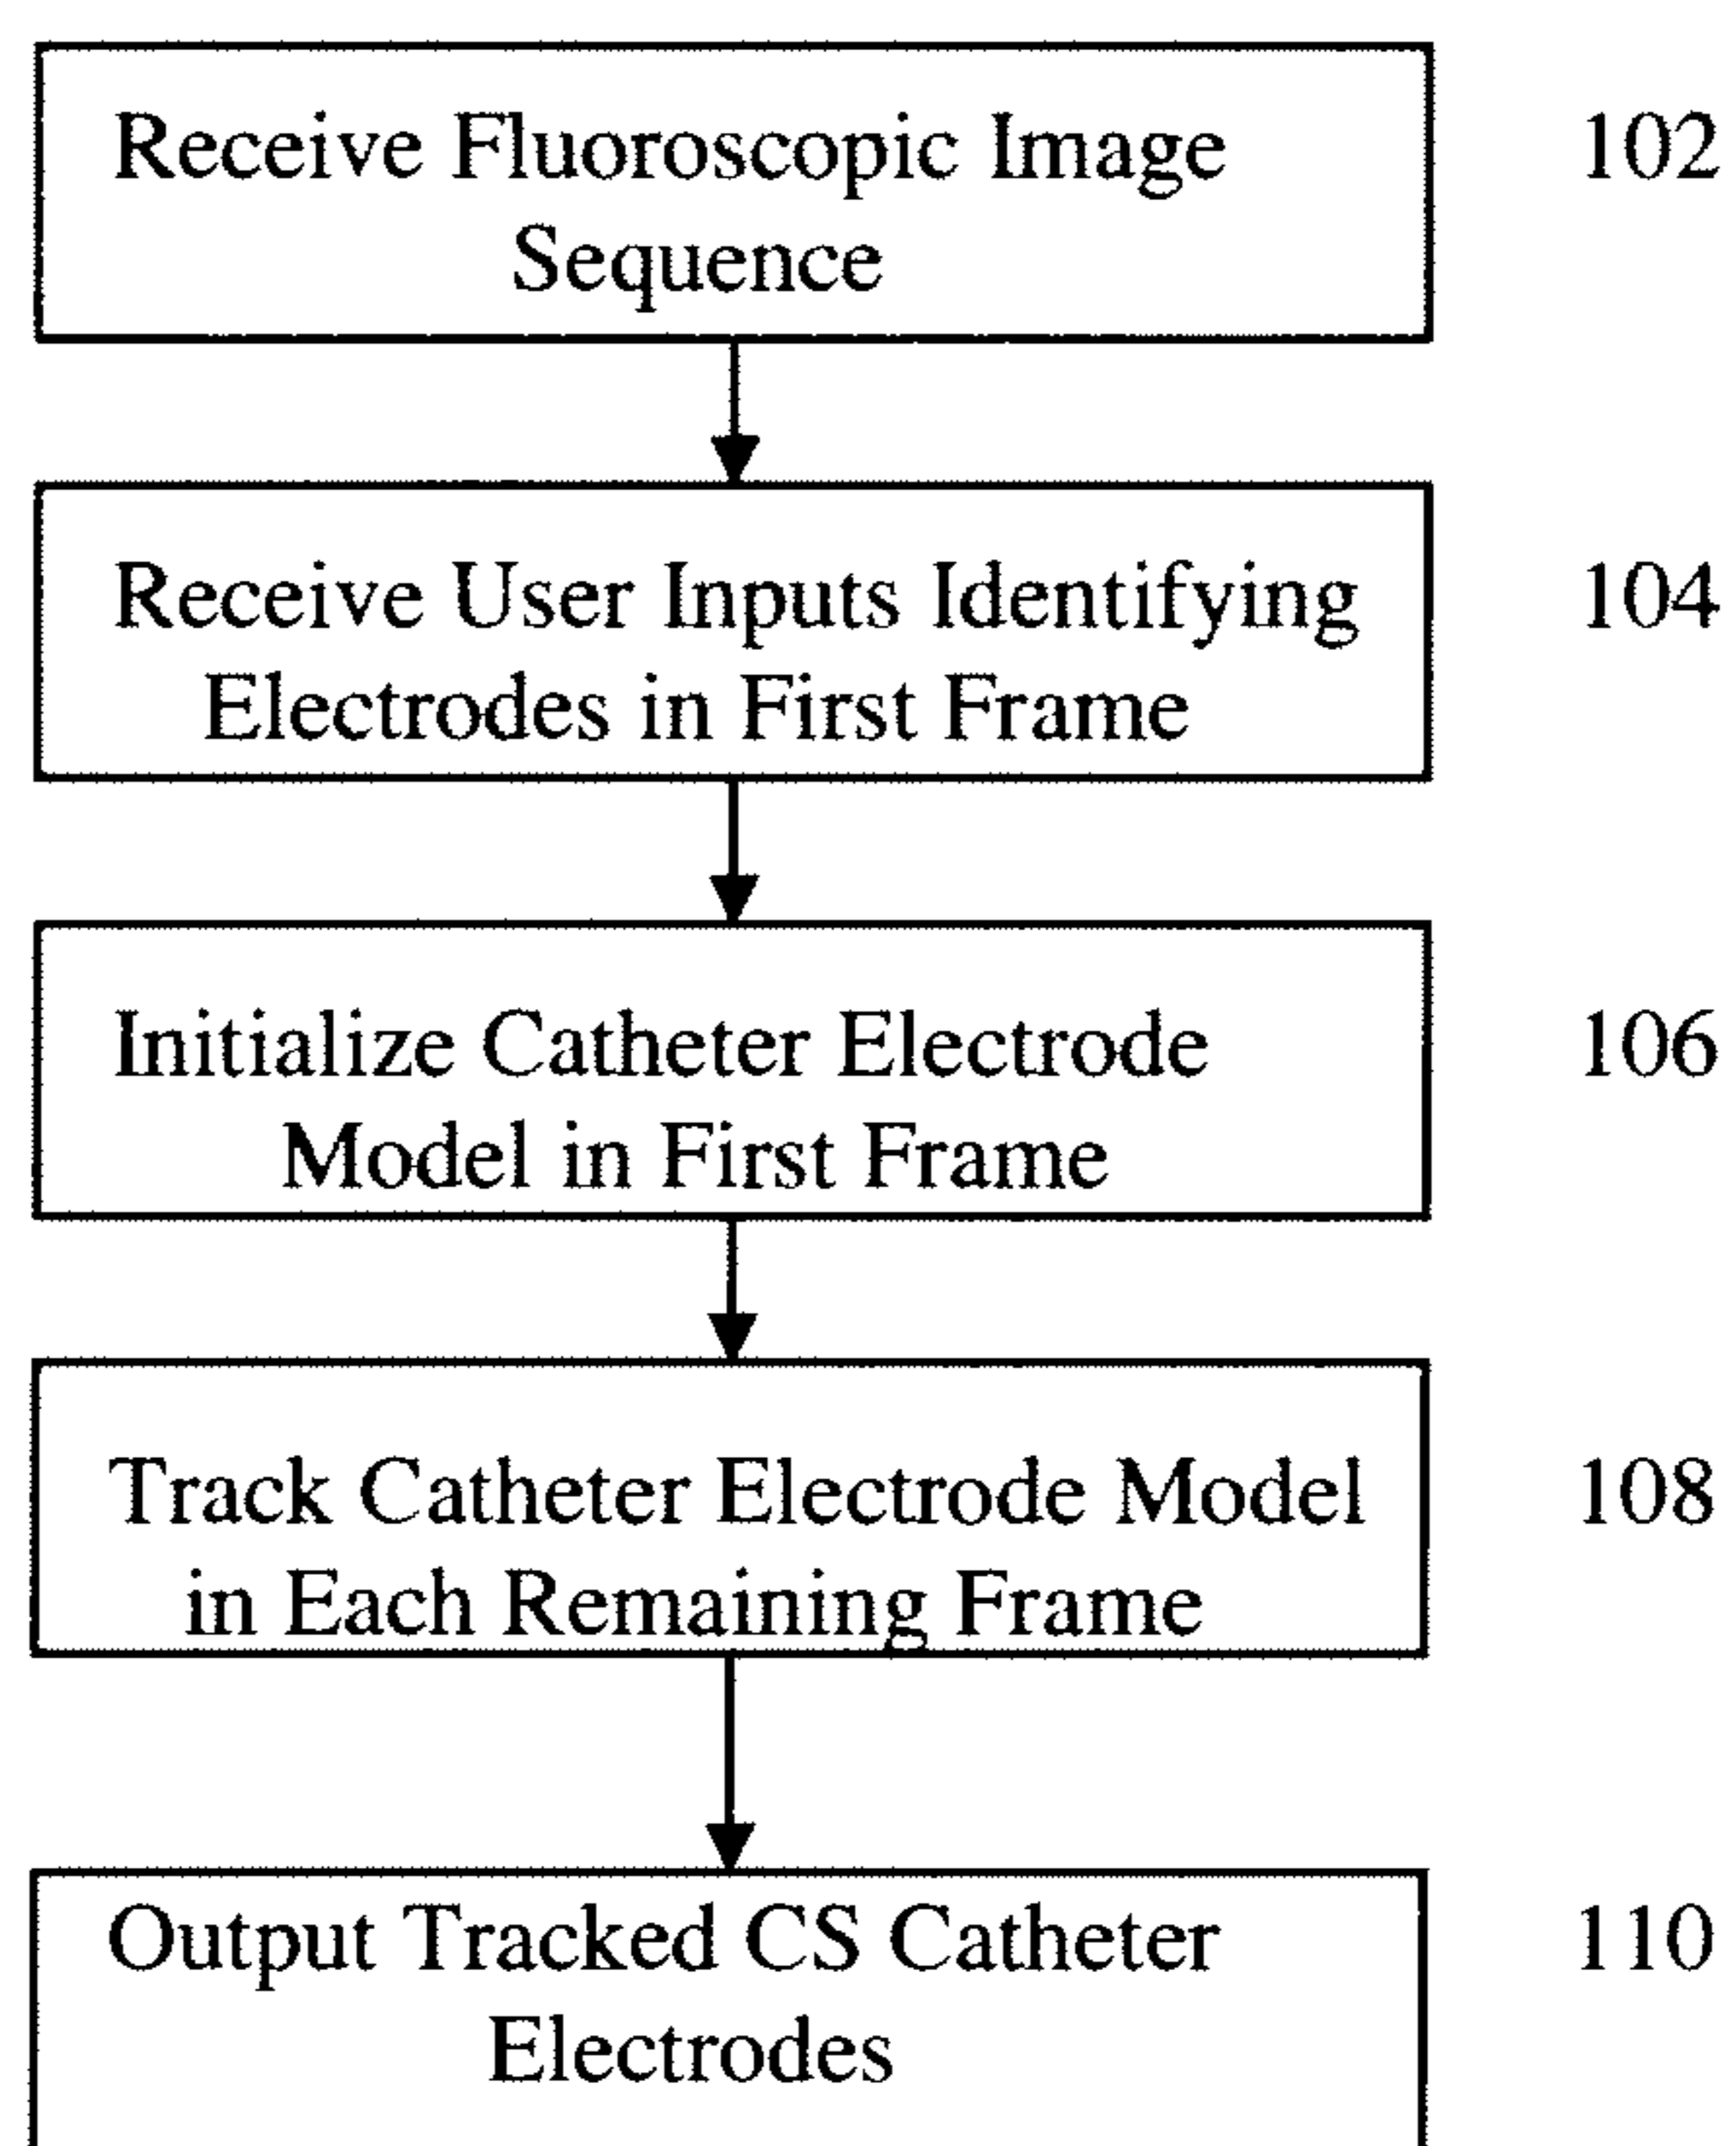 Receive Fluoroscopic Image
Sequence
102
Receive User Inputs Identifying
Electrodes in First Frame
104
Initialize Catheter Electrode
Model in First Frame
106
Track Catheter Electrode Model
in Each Remaining Frame
108
Output Tracked CS Catheter
Electrodes
110